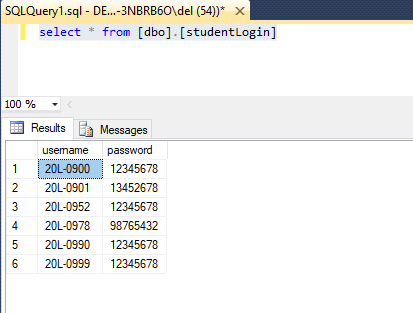 SQLQuery1.sql - DE...-3NBRB6O\del (54))*
select * from [dbo].[studentLogin]
100 %
Results Messages
username password
1 20L-0900 12345678
2 20L-0901 13452678
3 20L-0952 12345678
4 20L-0978 98765432
5 20L-0990 12345678
6 20L-0999 12345678